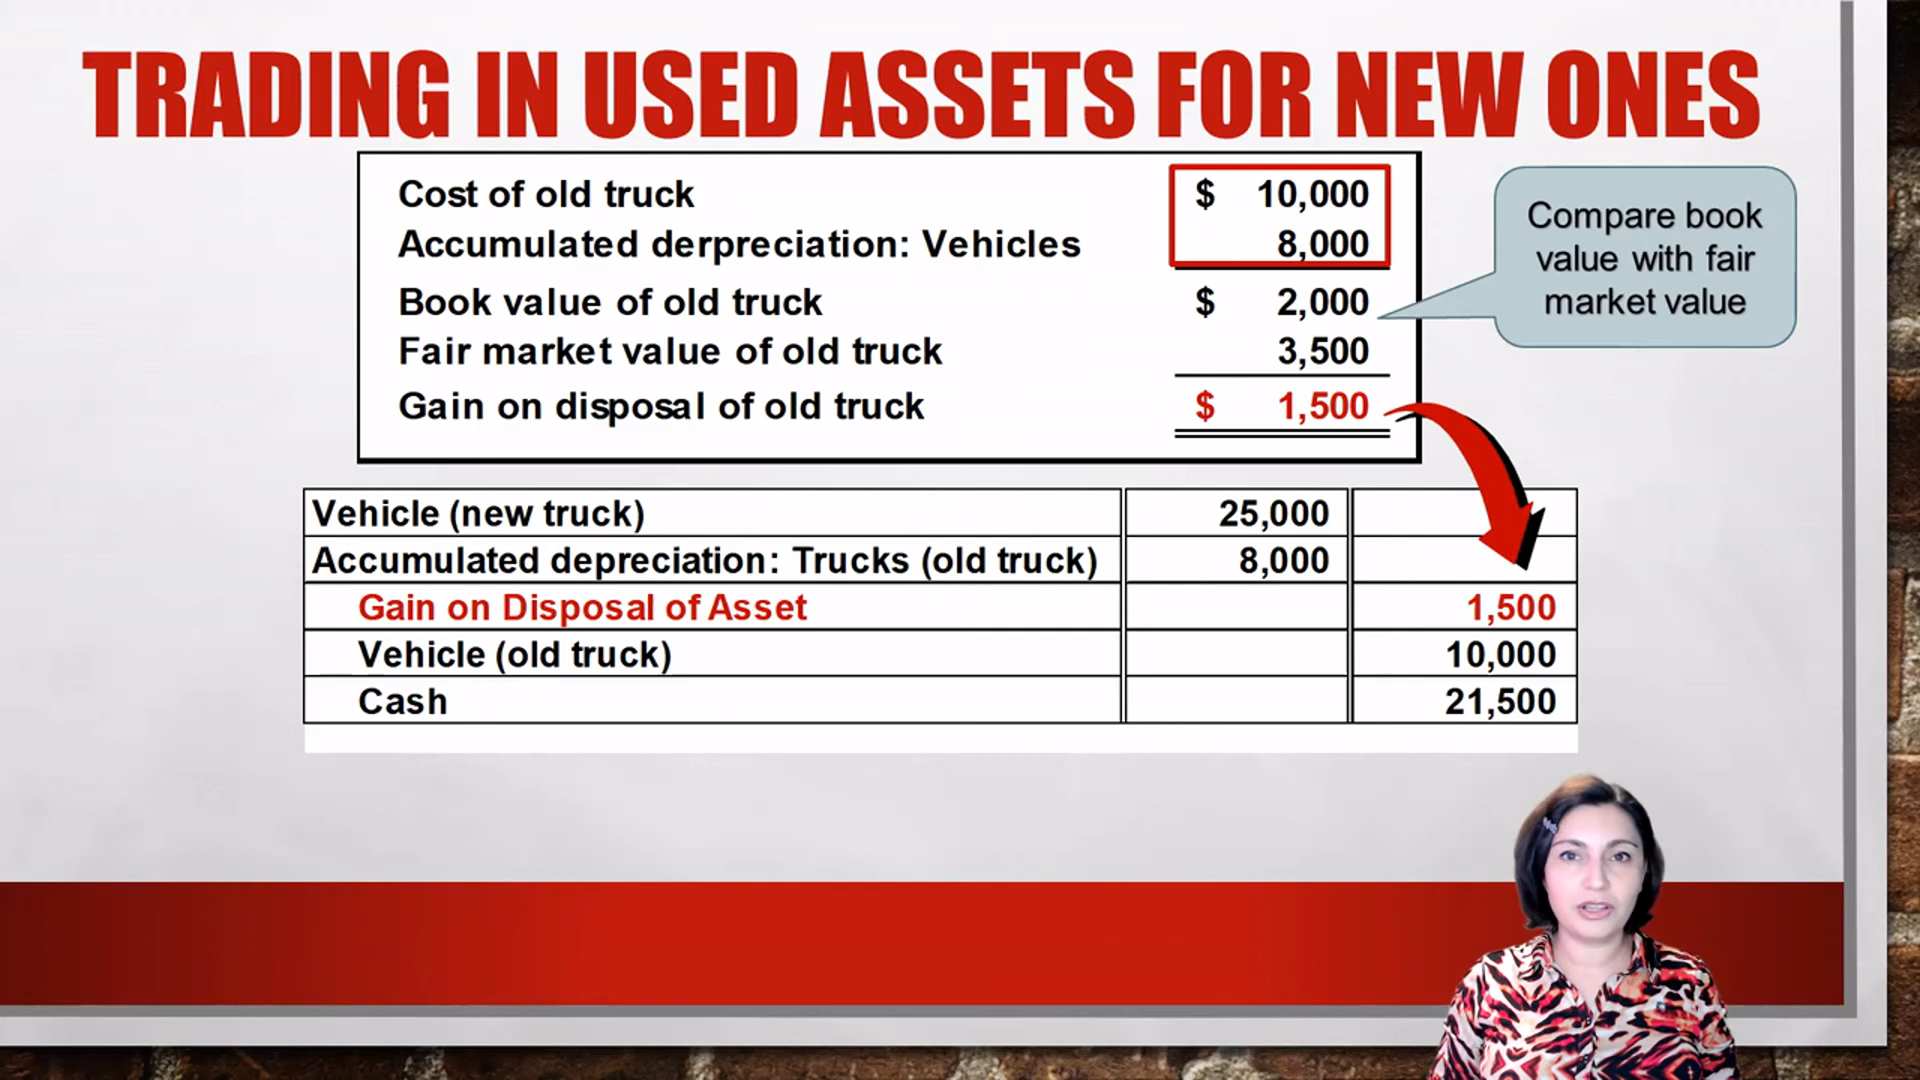 TRADING IN USED ASSETS FOR NEW ONES
Cost of old truck $ 10,000
Accumulated derpreciation: Vehicles 8,000
Book value of old truck $ 2,000
Fair market value of old truck 3,500
Gain on disposal of old truck $ 1,500
Compare book
value with fair
market value
Vehicle (new truck) 25,000
Accumulated depreciation: Trucks (old truck) 8,000
Gain on Disposal of Asset 1,500
Vehicle (old truck) 10,000
Cash 21,500